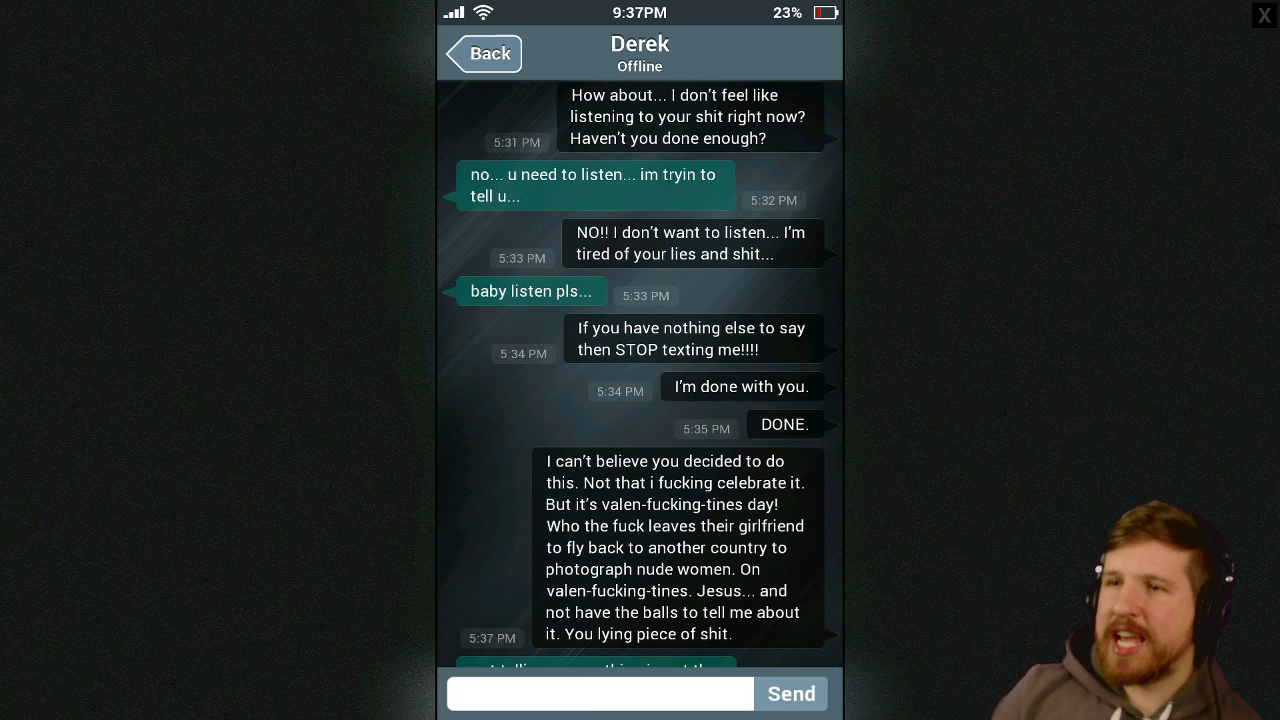 9:37PM
23%
X
Back
Derek
Offline
How about... I don't feel like
listening to your shit right now?
Haven't you done enough?
5:31 PM
no... u need to listen... im tryin to
tell u...
5:32 PM
NO!! I don't want to listen... I'm
tired of your lies and shit...
5:33 PM
baby listen pls...
5:33 PM
If you have nothing else to say
then STOP texting me!!!!
5:34 PM
I'm done with you.
5:34 PM
DONE.
5:35 PM
I can't believe you decided to do
this. Not that i fucking celebrate it.
But it's valen-fucking-tines day!
Who the fuck leaves their girlfriend
to fly back to another country to
photograph nude women. On
valen-fucking-tines. Jesus... and
not have the balls to tell me about
it. You lying piece of shit.
5:37 PM
Send